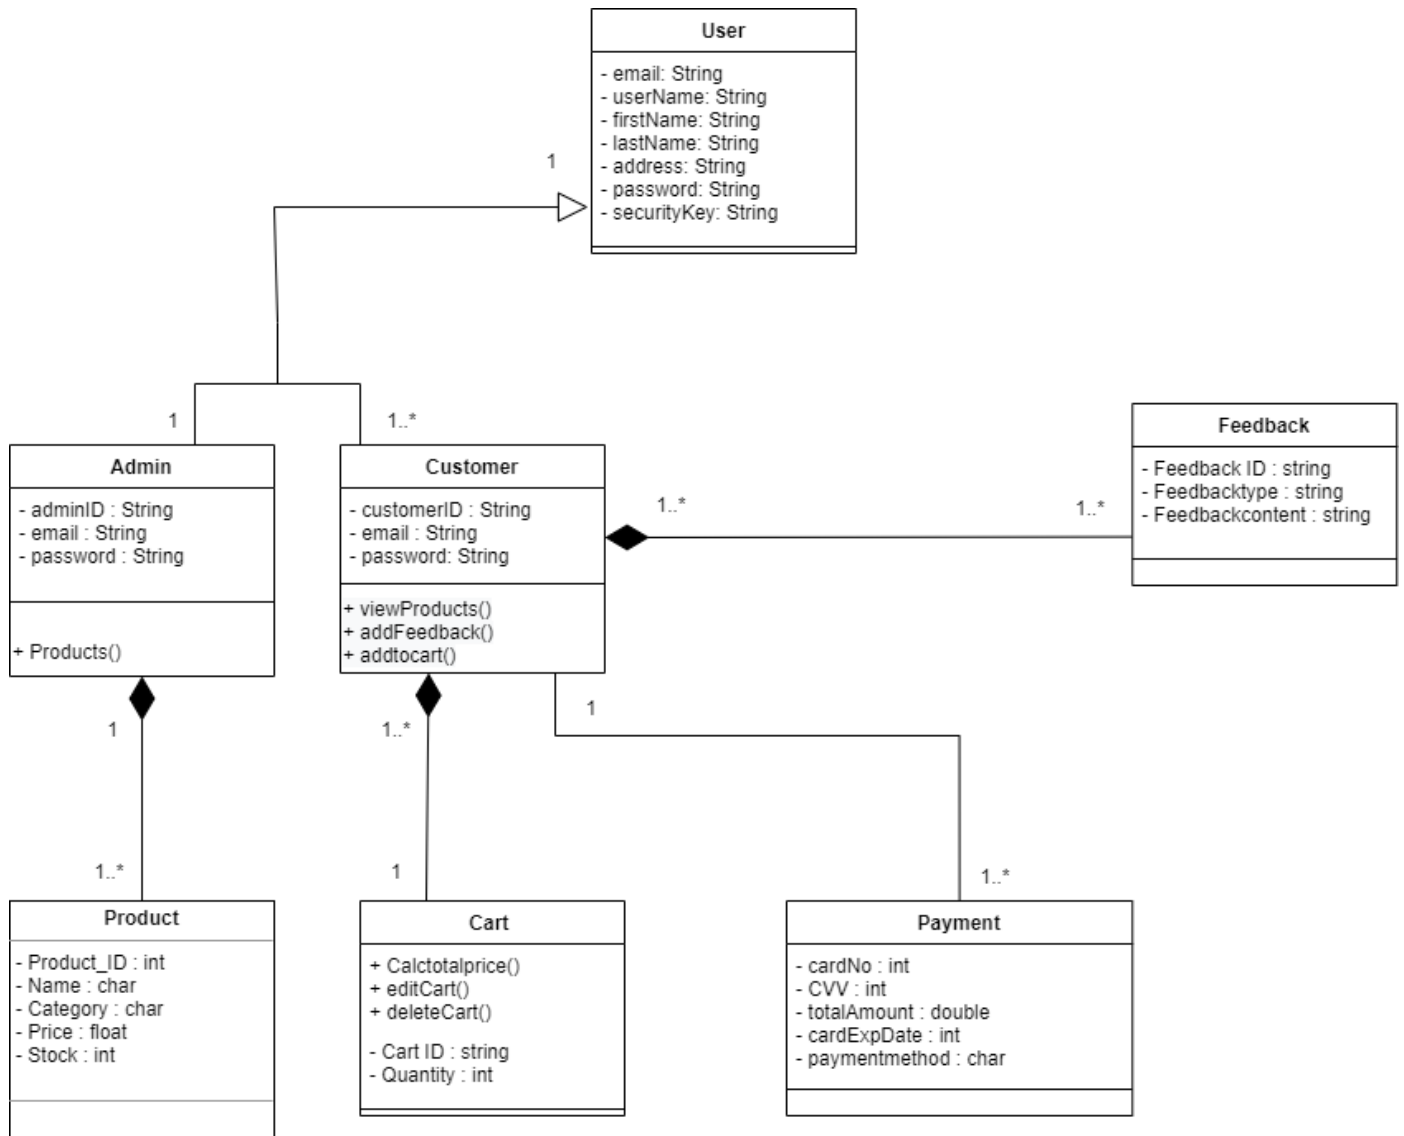 User
- email: String
- userName: String
- firstName: String
- lastName: String
- address: String
- password: String
- securityKey: String
1
1
1..*
Admin
- adminID : String
- email : String
- password : String
+ Products()
Customer
- customerID : String
- email : String
- password: String
+ viewProducts()
+ addFeedback()
+ addtocart()
1..*
1..*
Feedback
- Feedback ID : string
- Feedbacktype : string
- Feedbackcontent : string
1
1..*
1
1..*
1
1..*
Product
- Product_ID : int
- Name : char
- Category : char
- Price : float
- Stock : int
Cart
+ Calctotalprice()
+ editCart()
+ deleteCart()
- Cart ID : string
- Quantity : int
Payment
- cardNo : int
- CVV : int
- totalAmount : double
- cardExpDate : int
- paymentmethod : char